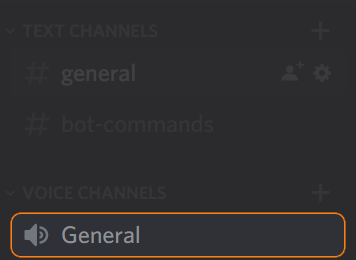 TEXT CHANNELS
general
bot-commands
VOICE CHANNELS
General